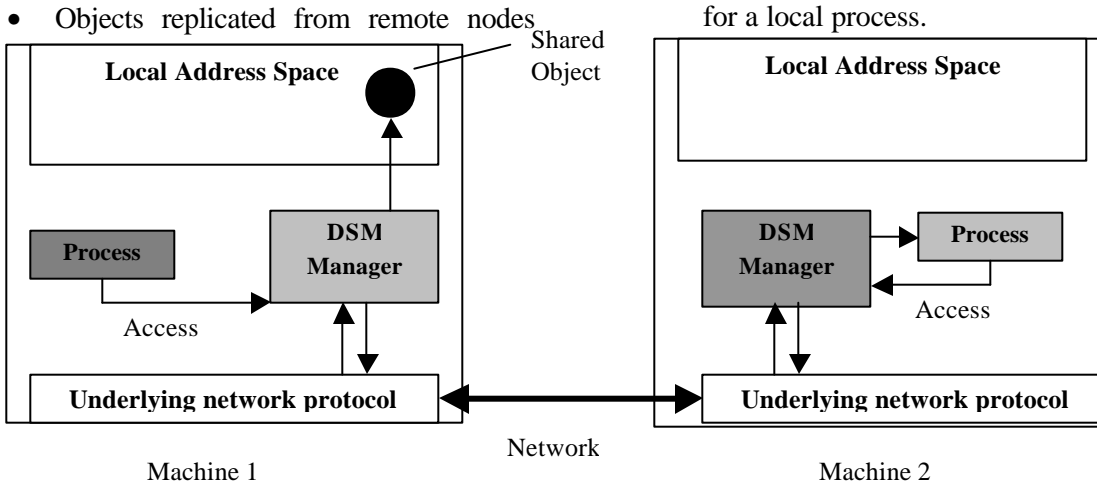 • Objects replicated from remote nodes
for a local process.
Shared
Object
Local Address Space
Process
DSM
Manager
Access
Underlying network protocol
Machine 1
Network
Local Address Space
DSM
Manager
Process
Access
Underlying network protocol
Machine 2